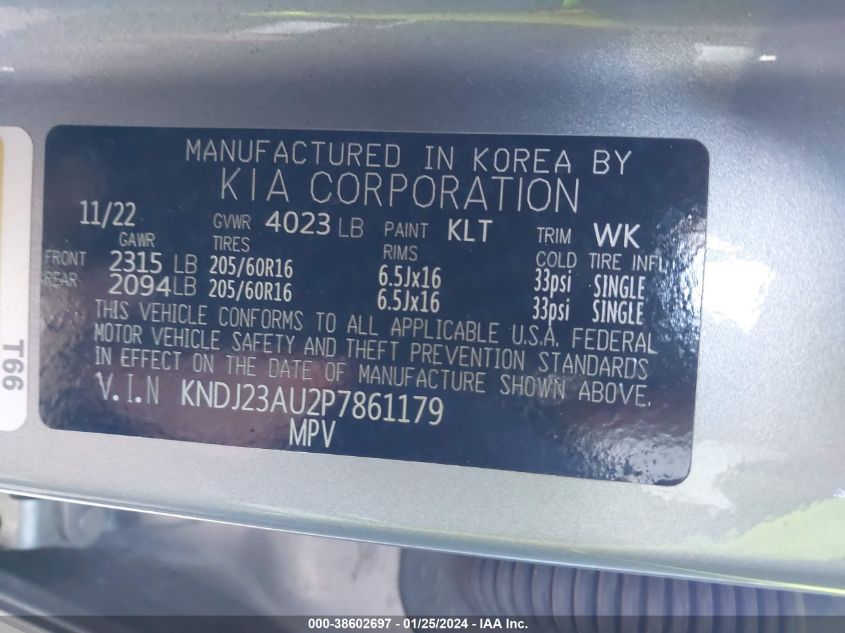 MANUFACTURED IN KOREA BY
KIA CORPORATION
11/22 GVWR 4023 LB PAINT KLT TRIM WK
GAWR TIRES RIMS COLD TIRE INFL
FRONT 2315 LB 205/60R16 6.5Jx16 33psi SINGLE
REAR 2094 LB 205/60R16 6.5Jx16 33psi SINGLE
THIS VEHICLE CONFORMS TO ALL APPLICABLE U.S.A. FEDERAL
MOTOR VEHICLE SAFETY AND THEFT PREVENTION STANDARDS
IN EFFECT ON THE DATE OF MANUFACTURE SHOWN ABOVE.
V.I.N KNDJ23AU2P7861179
MPV
T66
000-38602697 - 01/25/2024 - IAA Inc.